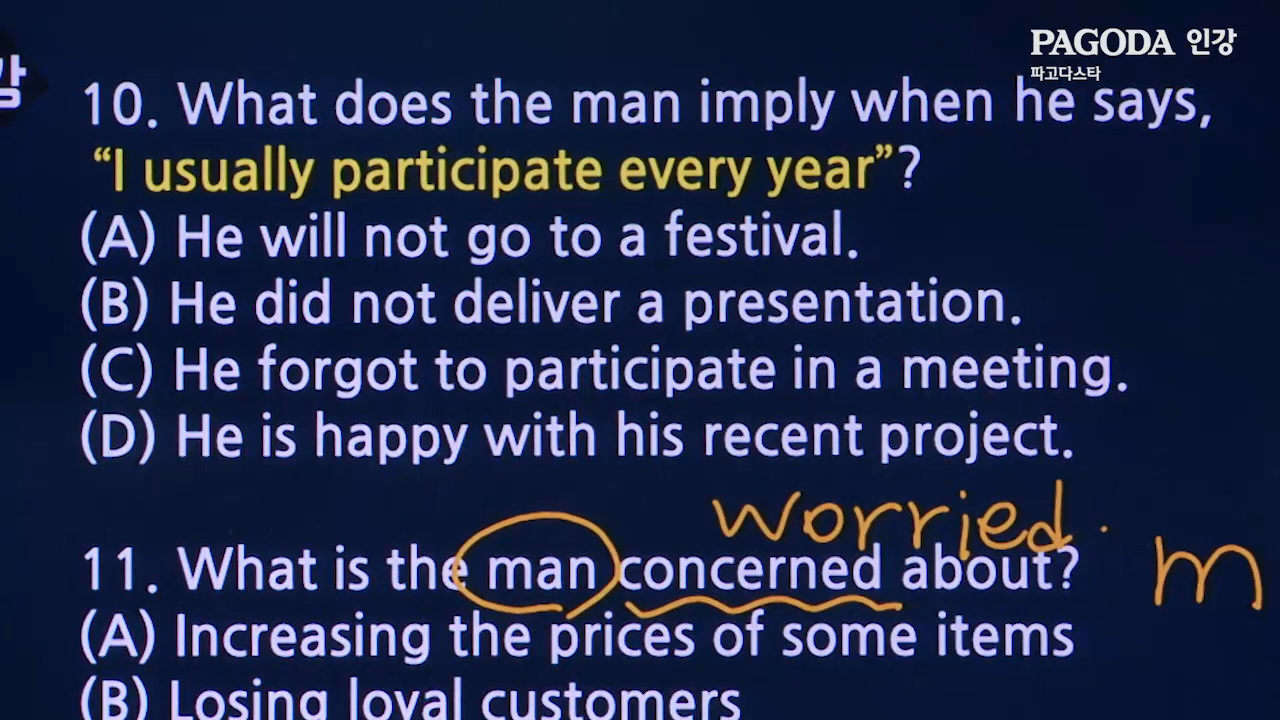 PAGODA 인강
파고다스타
감
10. What does the man imply when he says,
“I usually participate every year”?
(A) He will not go to a festival.
(B) He did not deliver a presentation.
(C) He forgot to participate in a meeting.
(D) He is happy with his recent project.
worried.
11. What is the man concerned about?
m
(A) Increasing the prices of some items
(B) Losing loyal customers